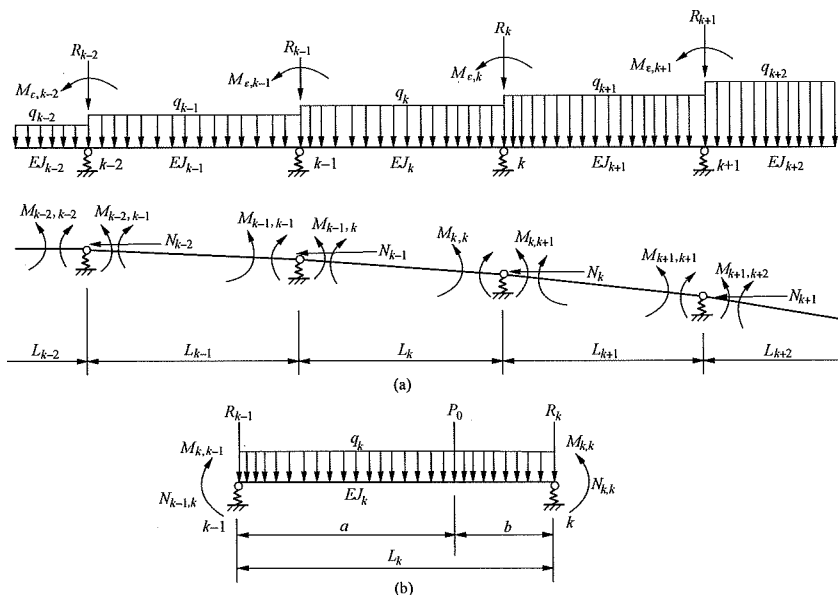 R_{k-2} R_{k-1} R_k R_{k+1}
M_{ε,k-2} M_{ε,k-1} M_{ε,k} M_{ε,k+1}
q_{k-2} q_{k-1} q_k q_{k+1} q_{k+2}
EJ_{k-2} k-2 EJ_{k-1} k-1 EJ_k k EJ_{k+1} k+1 EJ_{k+2}
M_{k-2,k-2} M_{k-2,k-1} M_{k-1,k-1} M_{k-1,k} M_{k,k} M_{k,k+1} M_{k+1,k+1} M_{k+1,k+2}
N_{k-2} N_{k-1} N_k N_{k+1}
L_{k-2} L_{k-1} L_k L_{k+1} L_{k+2}
(a)
R_{k-1} P_0 R_k
M_{k,k-1} q_k M_{k,k}
N_{k-1,k} EJ_k N_{k,k}
k-1 a b k
L_k
(b)